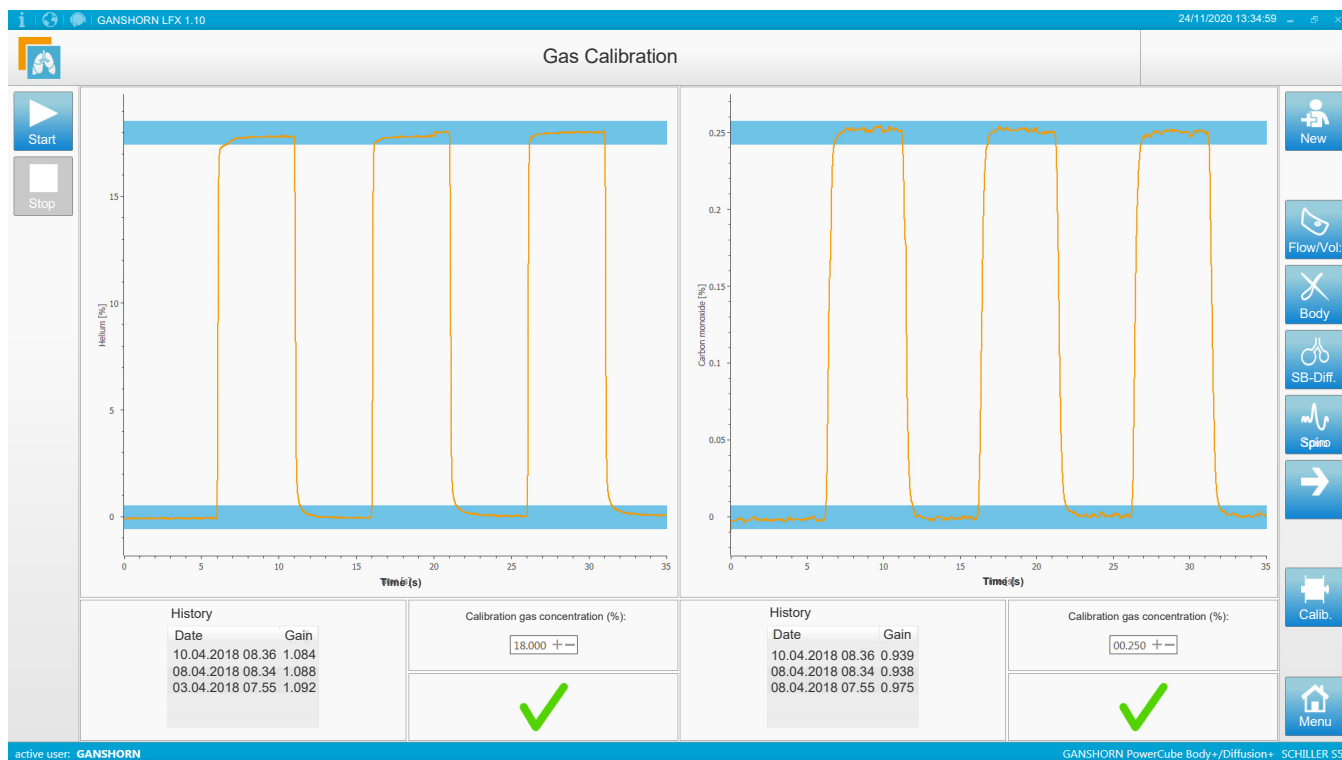 GANSHORN LFX 1.10
24/11/2020 13:34:59
Gas Calibration
Start
Stop
Helium [%]
15
10
5
0
0 5 10 15 20 25 30 35
Time (s)
Carbon monoxide [%]
0.25
0.2
0.15
0.1
0.05
0
0 5 10 15 20 25 30 35
Time (s)
New
Flow/Vol:
Body
SB-Diff.
Spiro
Calib.
Menu
History
Date Gain
10.04.2018 08.36 1.084
08.04.2018 08.34 1.088
03.04.2018 07.55 1.092
Calibration gas concentration (%):
18.000 +-
History
Date Gain
10.04.2018 08.36 0.939
08.04.2018 08.34 0.938
08.04.2018 07.55 0.975
Calibration gas concentration (%):
00.250 +-
active user: GANSHORN
GANSHORN PowerCube Body+/Diffusion+ SCHILLER S5